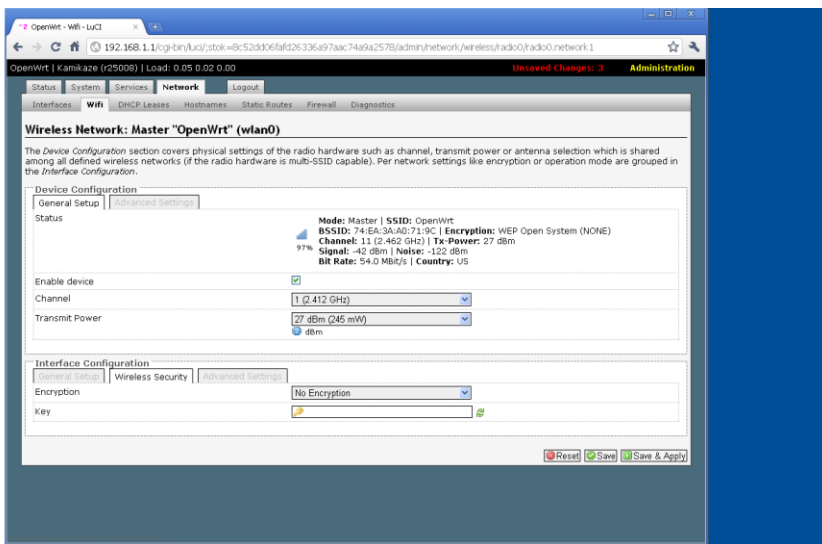 OpenWrt - Wifi - LuCI
192.168.1.1/cgi-bin/luci/;stok=8c52dd06fafd26336a97aac74a9a2578/admin/network/wireless/radio0/radio0.network1
OpenWrt | Kamikaze (r25008) | Load: 0.05 0.02 0.00 Unsaved Changes: 3 Administration
Status System Services Network Logout
Interfaces Wifi DHCP Leases Hostnames Static Routes Firewall Diagnostics
Wireless Network: Master "OpenWrt" (wlan0)
The Device Configuration section covers physical settings of the radio hardware such as channel, transmit power or antenna selection which is shared
among all defined wireless networks (if the radio hardware is multi-SSID capable). Per network settings like encryption or operation mode are grouped in
the Interface Configuration.
Device Configuration
General Setup Advanced Settings
Status
Mode: Master | SSID: OpenWrt
BSSID: 74:EA:3A:A0:71:9C | Encryption: WEP Open System (NONE)
Channel: 11 (2.462 GHz) | Tx-Power: 27 dBm
97% Signal: -42 dBm | Noise: -122 dBm
Bit Rate: 54.0 MBit/s | Country: US
Enable device
Channel 1 (2.412 GHz)
Transmit Power 27 dBm (245 mW)
dBm
Interface Configuration
General Setup Wireless Security Advanced Settings
Encryption No Encryption
Key
Reset Save Save & Apply